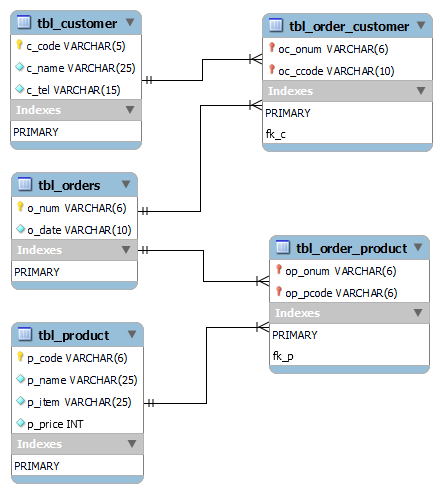 tbl_customer
c_code VARCHAR(5)
c_name VARCHAR(25)
c_tel VARCHAR(15)
Indexes
PRIMARY
tbl_order_customer
oc_onum VARCHAR(6)
oc_ccode VARCHAR(10)
Indexes
PRIMARY
fk_c
tbl_orders
o_num VARCHAR(6)
o_date VARCHAR(10)
Indexes
PRIMARY
tbl_order_product
op_onum VARCHAR(6)
op_pcode VARCHAR(6)
Indexes
PRIMARY
fk_p
tbl_product
p_code VARCHAR(6)
p_name VARCHAR(25)
p_item VARCHAR(25)
p_price INT
Indexes
PRIMARY